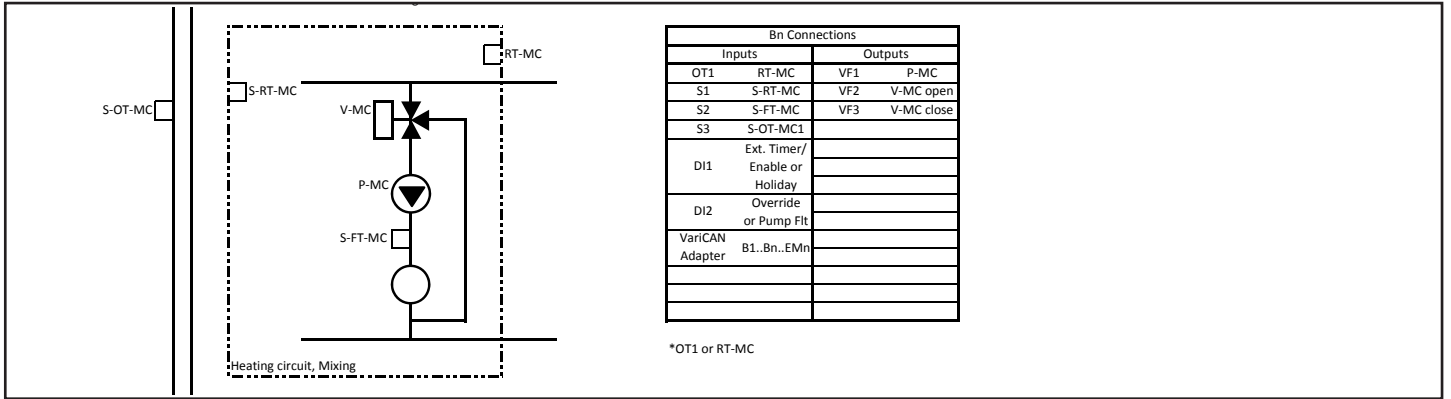 RT-MC
S-RT-MC
S-OT-MC
V-MC
P-MC
S-FT-MC
Heating circuit, Mixing
Bn Connections
Inputs Outputs
OT1 RT-MC VF1 P-MC
S1 S-RT-MC VF2 V-MC open
S2 S-FT-MC VF3 V-MC close
S3 S-OT-MC1
DI1 Ext. Timer/
Enable or
Holiday
DI2 Override
or Pump Flt
VariCAN
Adapter B1..Bn..EMn
*OT1 or RT-MC